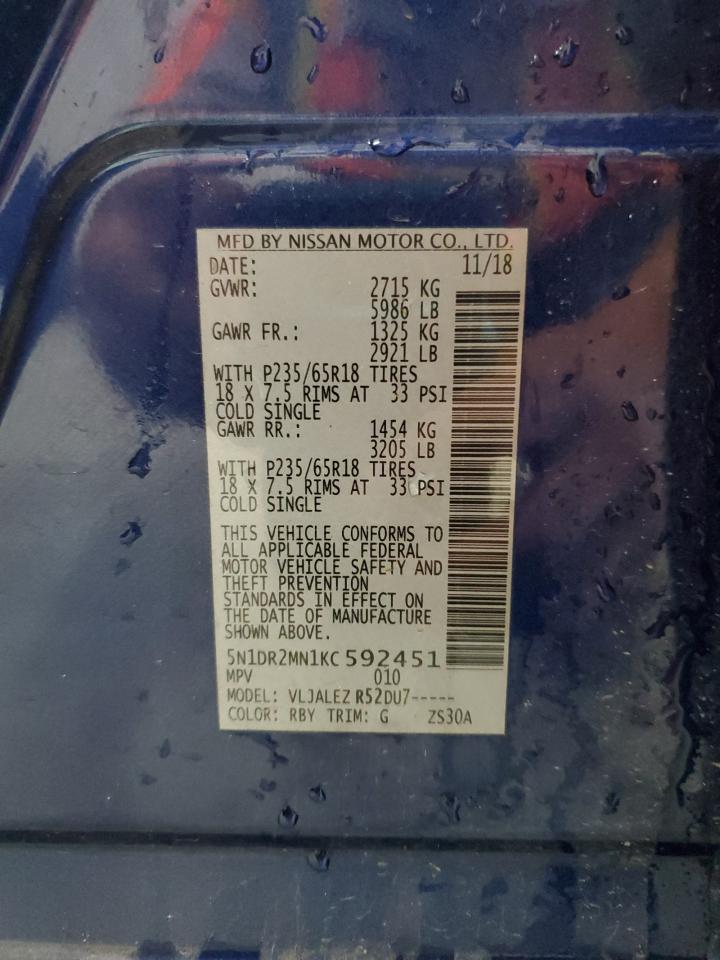 MFD BY NISSAN MOTOR CO., LTD.
DATE: 11/18
GVWR: 2715 KG
5986 LB
GAWR FR.: 1325 KG
2921 LB
WITH P235/65R18 TIRES
18 X 7.5 RIMS AT 33 PSI
COLD SINGLE
GAWR RR.: 1454 KG
3205 LB
WITH P235/65R18 TIRES
18 X 7.5 RIMS AT 33 PSI
COLD SINGLE
THIS VEHICLE CONFORMS TO
ALL APPLICABLE FEDERAL
MOTOR VEHICLE SAFETY AND
THEFT PREVENTION
STANDARDS IN EFFECT ON
THE DATE OF MANUFACTURE
SHOWN ABOVE.
5N1DR2MN1KC592451
MPV 010
MODEL: VLJALEZ R52DU7-----
COLOR: RBY TRIM: G ZS30A